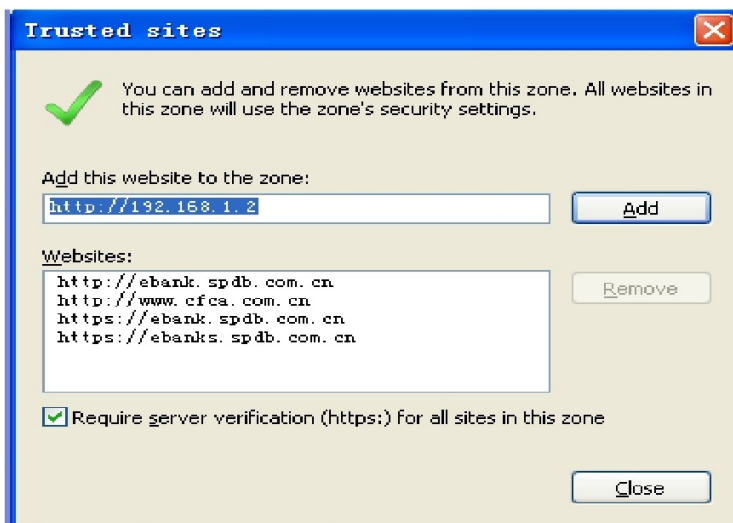 Trusted sites
You can add and remove websites from this zone. All websites in
this zone will use the zone's security settings.
Add this website to the zone:
http://192.168.1.2
Add
Websites:
http://ebank.spdb.com.cn
http://www.cfca.com.cn
https://ebank.spdb.com.cn
https://ebanks.spdb.com.cn
Remove
Require server verification (https:) for all sites in this zone
Close